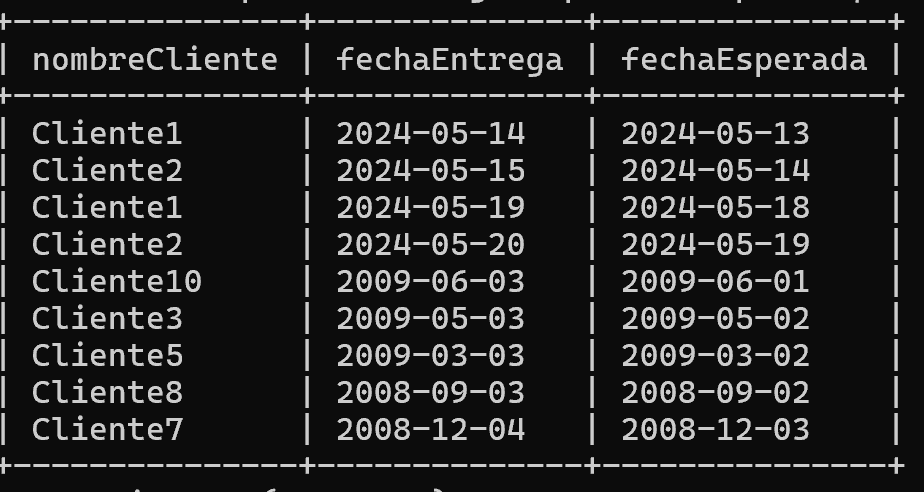 +---------------+--------------+---------------+
| nombreCliente | fechaEntrega | fechaEsperada |
+---------------+--------------+---------------+
| Cliente1      | 2024-05-14   | 2024-05-13    |
| Cliente2      | 2024-05-15   | 2024-05-14    |
| Cliente1      | 2024-05-19   | 2024-05-18    |
| Cliente2      | 2024-05-20   | 2024-05-19    |
| Cliente10     | 2009-06-03   | 2009-06-01    |
| Cliente3      | 2009-05-03   | 2009-05-02    |
| Cliente5      | 2009-03-03   | 2009-03-02    |
| Cliente8      | 2008-09-03   | 2008-09-02    |
| Cliente7      | 2008-12-04   | 2008-12-03    |
+---------------+--------------+---------------+